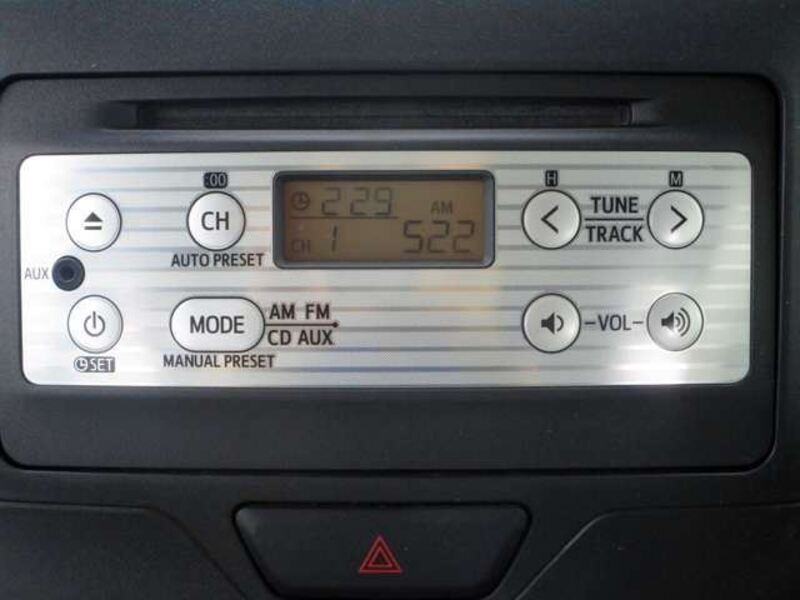 :00
H
M
2 29
AM
CH 1 522
CH
AUTO PRESET
TUNE
TRACK
AUX
MODE
AM FM
CD AUX
MANUAL PRESET
SET
VOL